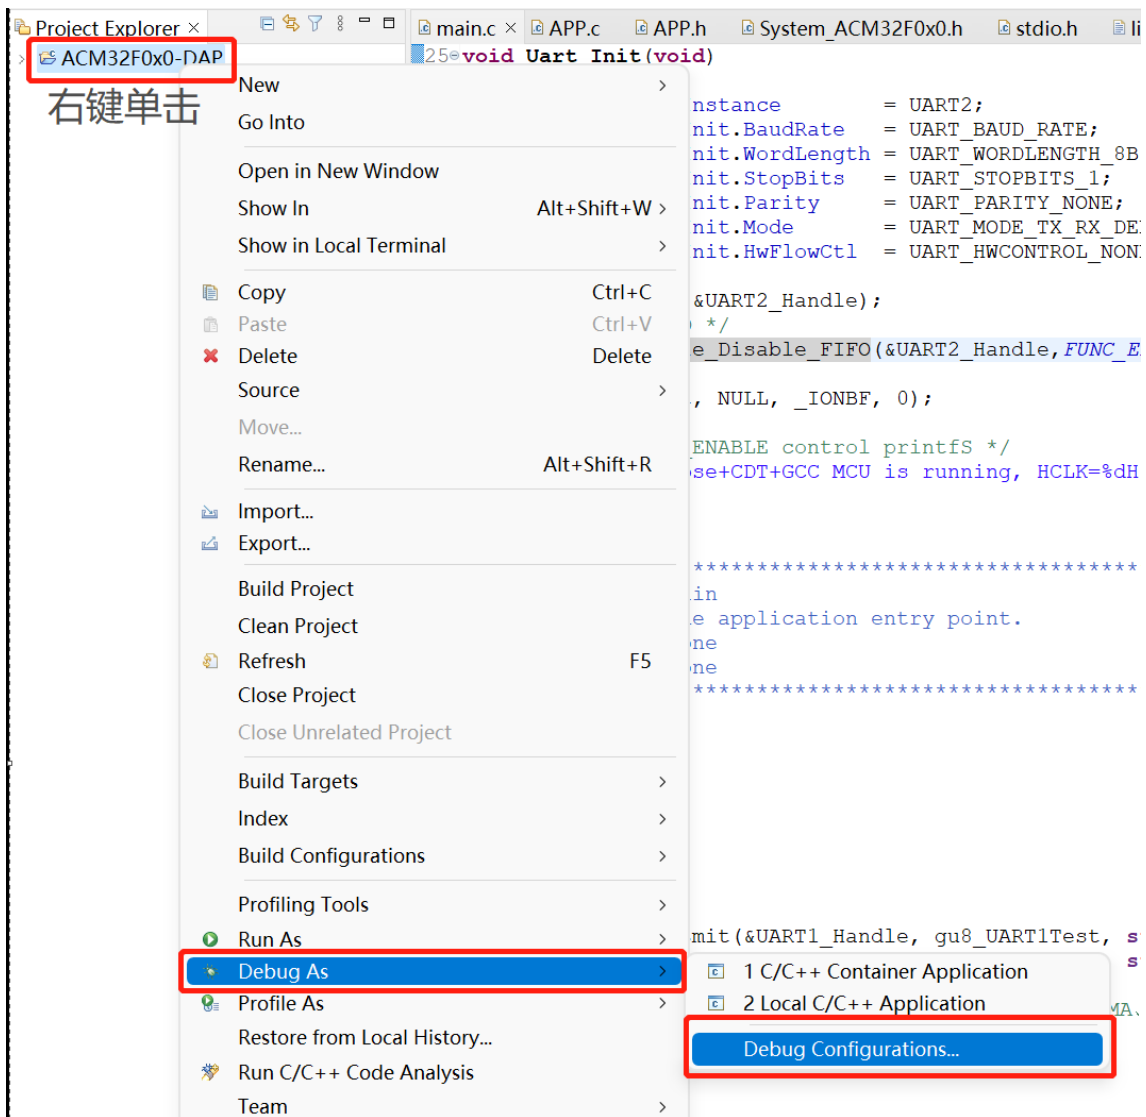 Project Explorer ×
main.c ×
APP.c
APP.h
System_ACM32F0x0.h
stdio.h
li
ACM32F0x0-DAP
右键单击
25 void Uart_Init(void)
nstance = UART2;
nit.BaudRate = UART_BAUD_RATE;
nit.WordLength = UART_WORDLENGTH_8B
nit.StopBits = UART_STOPBITS_1;
nit.Parity = UART_PARITY_NONE;
nit.Mode = UART_MODE_TX_RX_DE
nit.HwFlowCtl = UART_HWCONTROL_NON
&UART2_Handle);
*/
e_Disable_FIFO(&UART2_Handle,FUNC_E
, NULL, _IONBF, 0);
ENABLE control printfS */
se+CDT+GCC MCU is running, HCLK=%dH
***********************************
in
e application entry point.
ne
ne
***********************************
mit(&UART1_Handle, gu8_UART1Test, s
s
MA、
New
Go Into
Open in New Window
Show In Alt+Shift+W
Show in Local Terminal
Copy Ctrl+C
Paste Ctrl+V
Delete Delete
Source
Move...
Rename... Alt+Shift+R
Import...
Export...
Build Project
Clean Project
Refresh F5
Close Project
Close Unrelated Project
Build Targets
Index
Build Configurations
Profiling Tools
Run As
Debug As
Profile As
Restore from Local History...
Run C/C++ Code Analysis
Team
1 C/C++ Container Application
2 Local C/C++ Application
Debug Configurations...